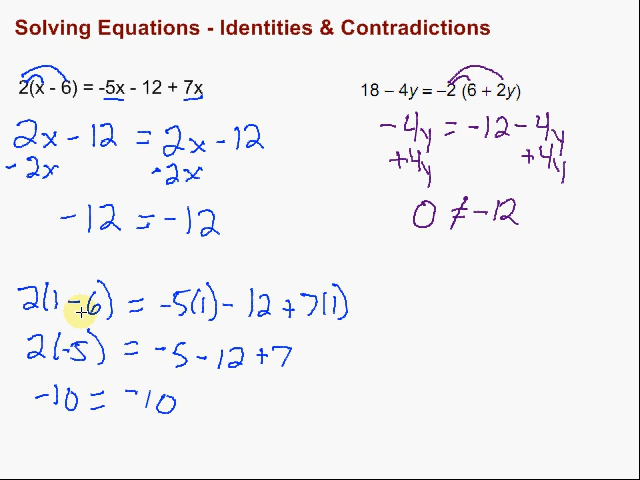 Solving Equations - Identities & Contradictions
2(x - 6) = -5x - 12 + 7x
2x - 12 = 2x - 12
- 2x - 2x
-12 = -12
2(1 - 6) = -5(1) - 12 + 7(1)
2(-5) = -5 - 12 + 7
-10 = -10
18 – 4y = –2 (6 + 2y)
-4y = -12 - 4y
+4y +4y
0 ≠ -12